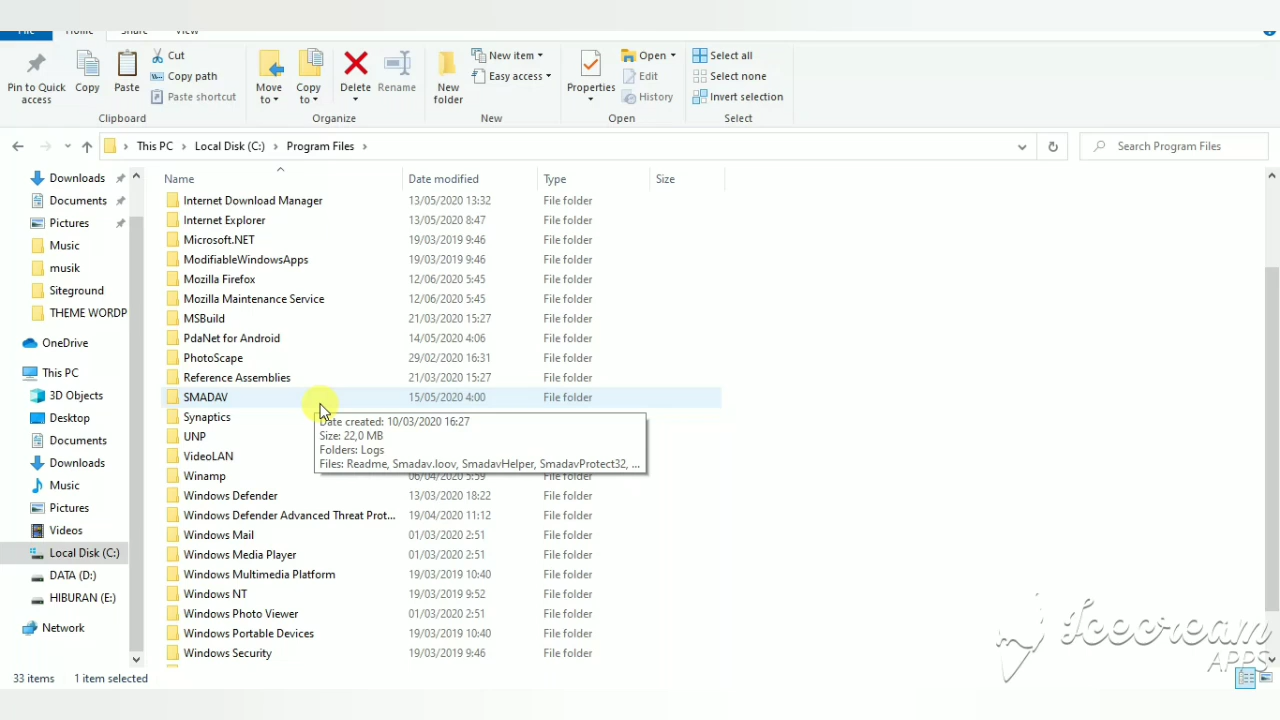 File Home Share View
Pin to Quick access
Copy
Paste
Cut
Copy path
Paste shortcut
Clipboard
Move to
Copy to
Delete
Rename
Organize
New folder
New item
Easy access
New
Properties
Open
Edit
History
Open
Select all
Select none
Invert selection
Select
This PC > Local Disk (C:) > Program Files >
Search Program Files
Downloads
Documents
Pictures
Music
musik
Siteground
THEME WORDP
OneDrive
This PC
3D Objects
Desktop
Documents
Downloads
Music
Pictures
Videos
Local Disk (C:)
DATA (D:)
HIBURAN (E:)
Network
Name Date modified Type Size
Internet Download Manager 13/05/2020 13:32 File folder
Internet Explorer 13/05/2020 8:47 File folder
Microsoft.NET 19/03/2019 9:46 File folder
ModifiableWindowsApps 19/03/2019 9:46 File folder
Mozilla Firefox 12/06/2020 5:45 File folder
Mozilla Maintenance Service 12/06/2020 5:45 File folder
MSBuild 21/03/2020 15:27 File folder
PdaNet for Android 14/05/2020 4:06 File folder
PhotoScape 29/02/2020 16:31 File folder
Reference Assemblies 21/03/2020 15:27 File folder
SMADAV 15/05/2020 4:00 File folder
Synaptics
UNP
VideoLAN
Winamp 06/04/2020 5:59 File folder
Date created: 10/03/2020 16:27
Size: 22,0 MB
Folders: Logs
Files: Readme, Smadav.loov, SmadavHelper, SmadavProtect32, ...
Windows Defender 13/03/2020 18:22 File folder
Windows Defender Advanced Threat Prot... 19/04/2020 11:12 File folder
Windows Mail 01/03/2020 2:51 File folder
Windows Media Player 01/03/2020 2:51 File folder
Windows Multimedia Platform 19/03/2019 10:40 File folder
Windows NT 19/03/2019 9:52 File folder
Windows Photo Viewer 01/03/2020 2:51 File folder
Windows Portable Devices 19/03/2019 10:40 File folder
Windows Security 19/03/2019 9:46 File folder
33 items 1 item selected
Icecream
APPS